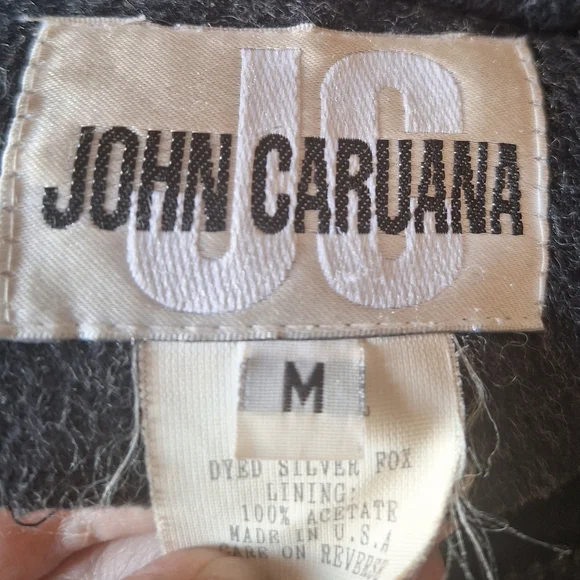 JC
JOHN CARUANA
M
DYED SILVER FOX
LINING:
100% ACETATE
MADE IN U.S.A
CARE ON REVERSE